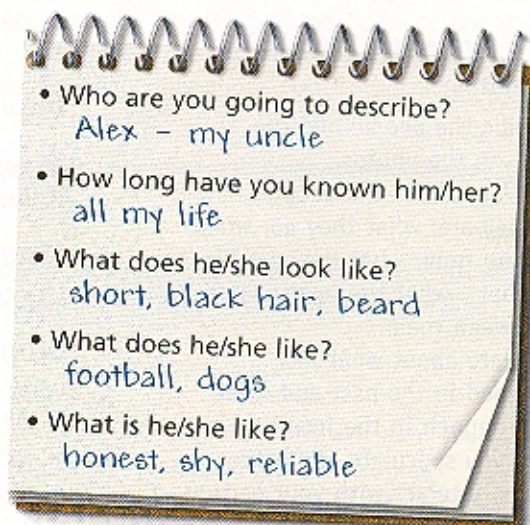 • Who are you going to describe?
Alex – my uncle
• How long have you known him/her?
all my life
• What does he/she look like?
short, black hair, beard
• What does he/she like?
football, dogs
• What is he/she like?
honest, shy, reliable